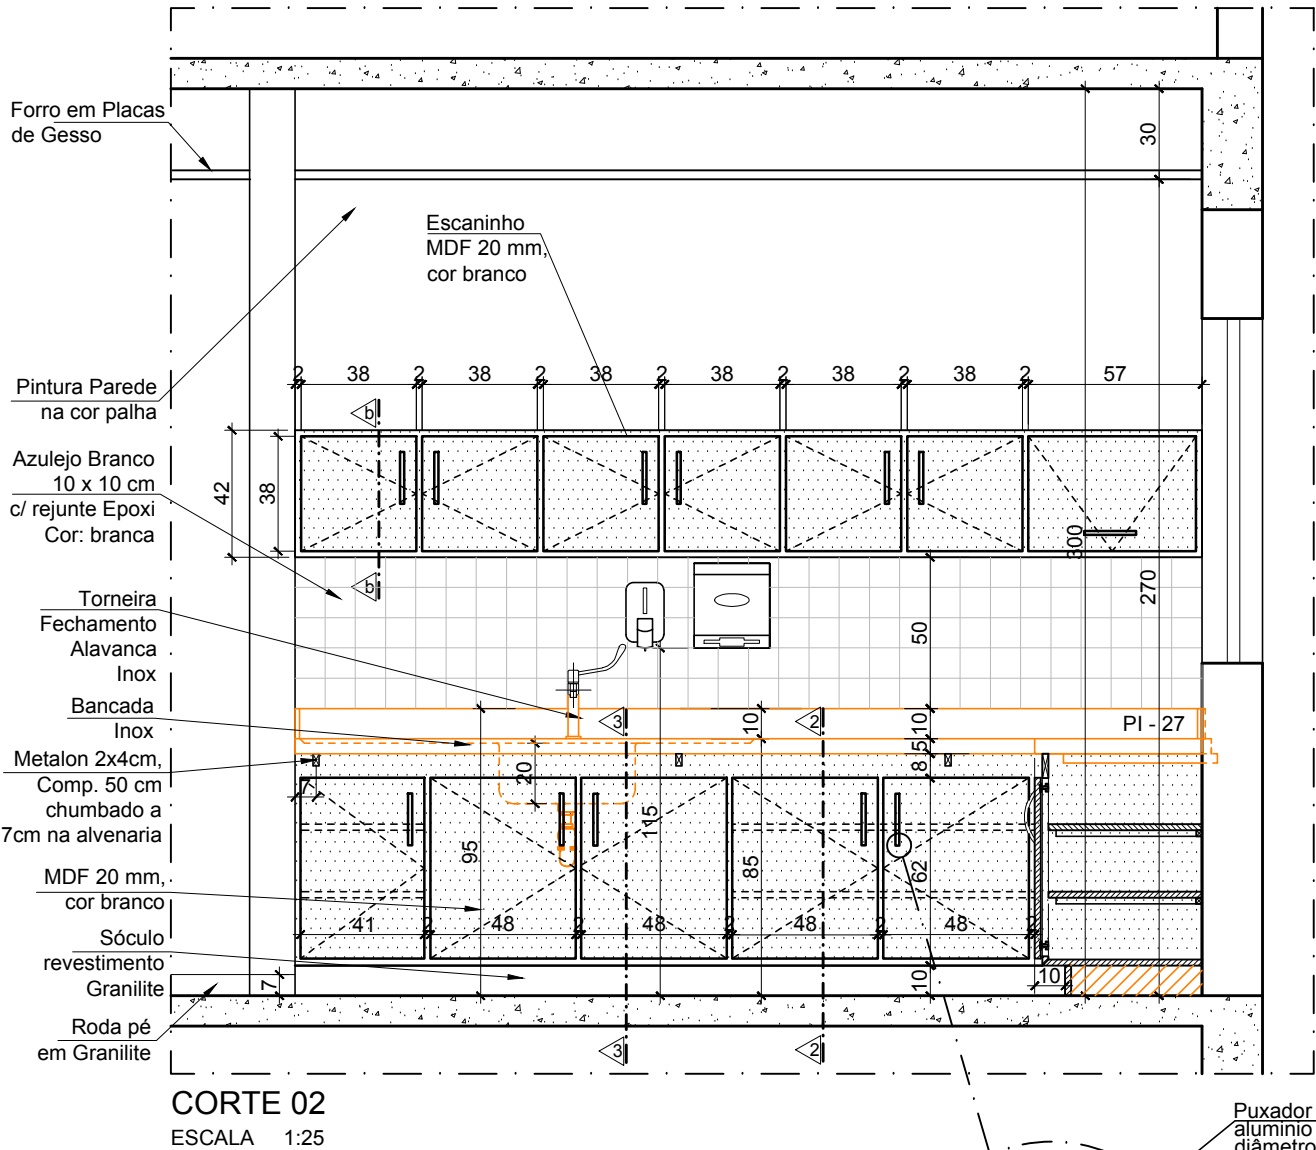 Forro em Placas
de Gesso
30
Escaninho
MDF 20 mm,
cor branco
Pintura Parede
na cor palha
2 38 2 38 2 38 2 38 2 38 2 38 2 57
b
Azulejo Branco
10 x 10 cm
c/ rejunte Epoxi
Cor: branca
42
38
300
270
b
Torneira
Fechamento
Alavanca
Inox
50
Bancada
Inox
3
10
2
10
PI - 27
Metalon 2x4cm,
Comp. 50 cm
chumbado a
7cm na alvenaria
7
20
5
8
95
115
85
62
MDF 20 mm,
cor branco
41 2 48 2 48 2 48 2 48 2
Sóculo
revestimento
Granilite
7
10
10
Roda pé
em Granilite
3
2
CORTE 02
ESCALA 1:25
Puxador
aluminio
diâmetro